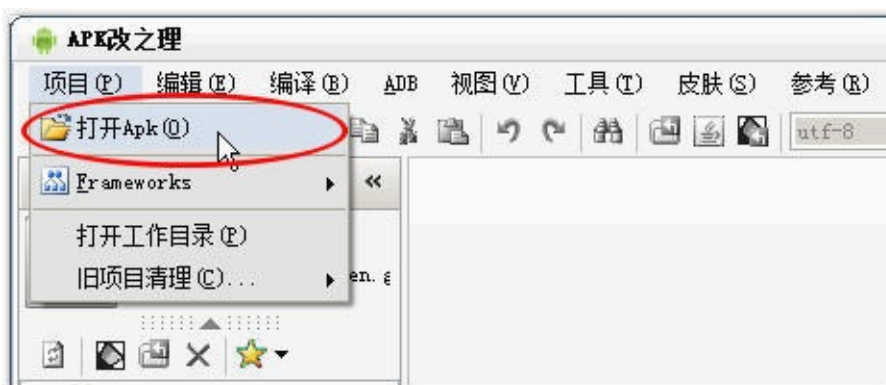 APK改之理
项目(P) 编辑(E) 编译(B) ADB 视图(V) 工具(T) 皮肤(S) 参考(R)
打开Apk(O)
utf-8
Frameworks
打开工作目录(P)
旧项目清理(C)...
en.